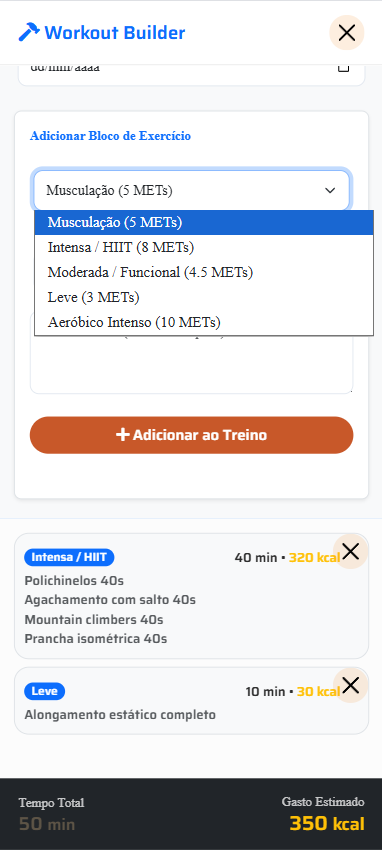 Workout Builder
dd/mm/aaaa
Adicionar Bloco de Exercício
Musculação (5 METs)
Musculação (5 METs)
Intensa / HIIT (8 METs)
Moderada / Funcional (4.5 METs)
Leve (3 METs)
Aeróbico Intenso (10 METs)
Adicionar ao Treino
Intensa / HIIT 40 min • 320 kcal
Polichinelos 40s
Agachamento com salto 40s
Mountain climbers 40s
Prancha isométrica 40s
Leve 10 min • 30 kcal
Alongamento estático completo
Tempo Total Gasto Estimado
50 min 350 kcal